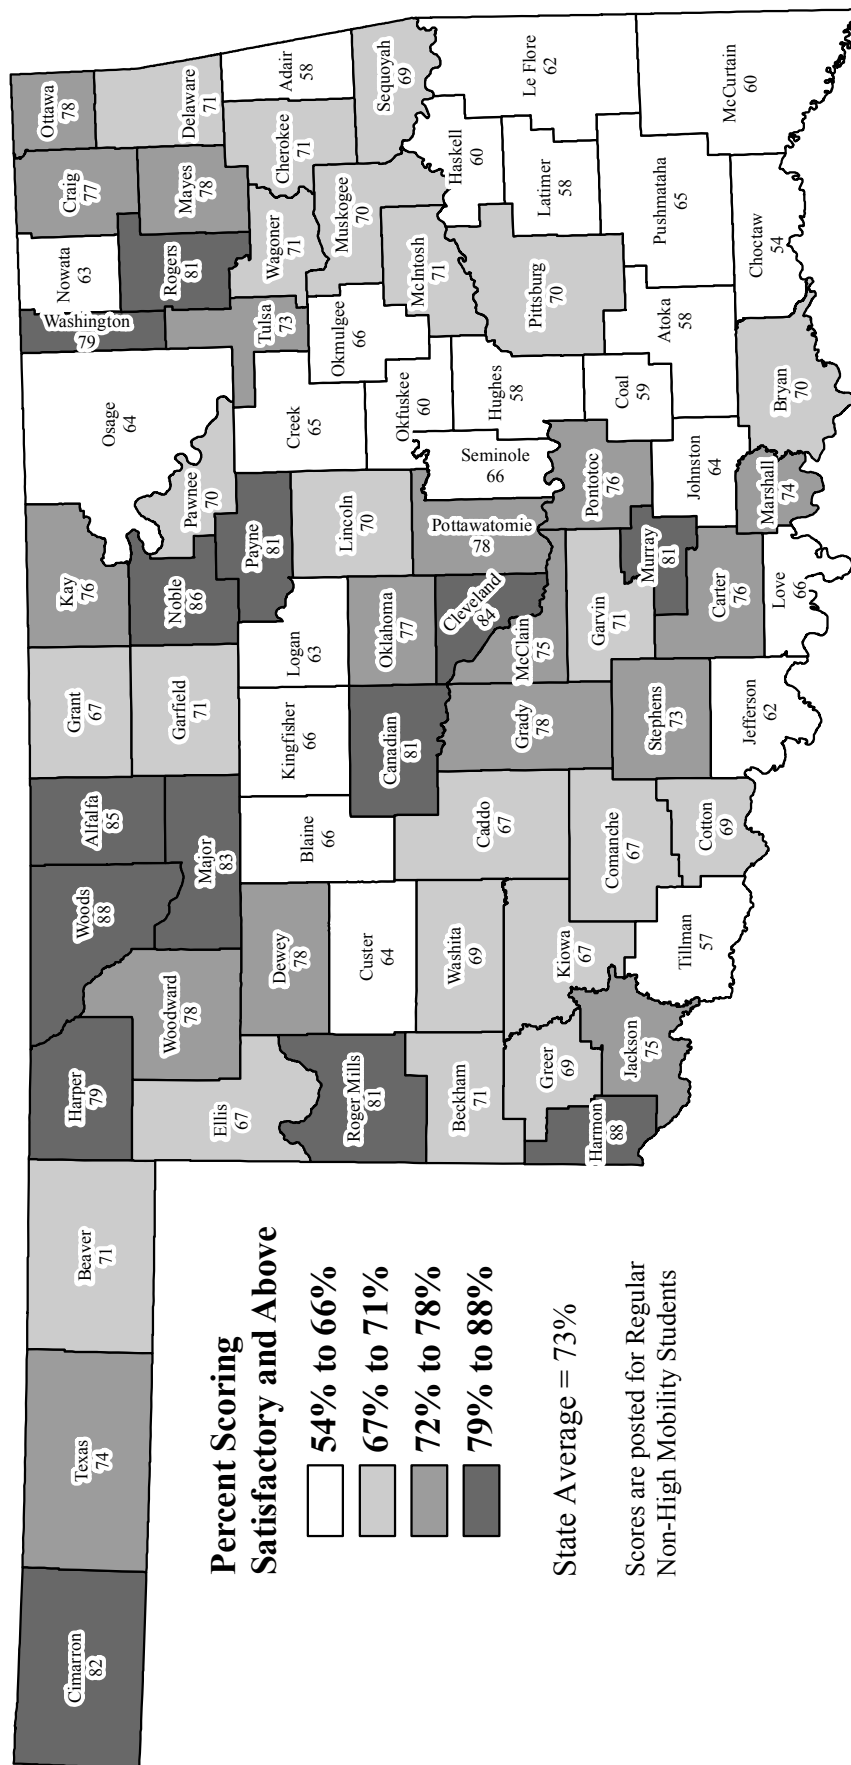 Cimarron
82
Texas
74
Beaver
71
Harper
79
Woods
88
Alfalfa
85
Grant
67
Kay
76
Osage
64
Washington
79
Nowata
63
Craig
77
Ottawa
78
Ellis
67
Woodward
78
Major
83
Garfield
71
Noble
86
Pawnee
70
Rogers
81
Mayes
78
Delaware
71
Roger Mills
81
Dewey
78
Blaine
66
Kingfisher
66
Logan
63
Payne
81
Creek
65
Tulsa
73
Wagoner
71
Cherokee
71
Adair
58
Beckham
71
Custer
64
Washita
69
Caddo
67
Canadian
81
Oklahoma
77
Lincoln
70
Okfuskee
60
Okmulgee
66
Muskogee
70
Sequoyah
69
McIntosh
71
Haskell
60
Harmon
88
Greer
69
Kiowa
67
Grady
78
McClain
75
Cleveland
84
Pottawatomie
78
Seminole
66
Hughes
58
Pittsburg
70
Latimer
58
Le Flore
62
Jackson
75
Tillman
57
Comanche
67
Cotton
69
Stephens
73
Garvin
71
Murray
81
Pontotoc
76
Coal
59
Atoka
58
Pushmataha
65
McCurtain
60
Jefferson
62
Carter
76
Love
66
Johnston
64
Marshall
74
Bryan
70
Choctaw
54
Percent Scoring
Satisfactory and Above
54% to 66%
67% to 71%
72% to 78%
79% to 88%
State Average = 73%
Scores are posted for Regular
Non-High Mobility Students